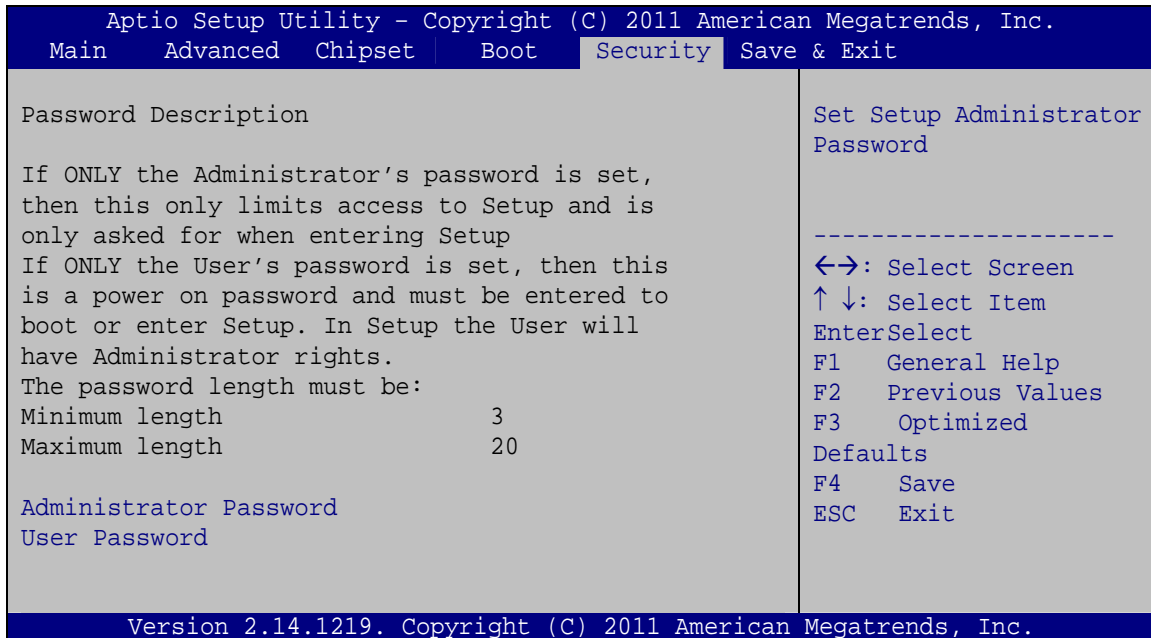 Aptio Setup Utility – Copyright (C) 2011 American Megatrends, Inc.
Main Advanced Chipset Boot Security Save & Exit
Password Description
If ONLY the Administrator’s password is set,
then this only limits access to Setup and is
only asked for when entering Setup
If ONLY the User’s password is set, then this
is a power on password and must be entered to
boot or enter Setup. In Setup the User will
have Administrator rights.
The password length must be:
Minimum length 3
Maximum length 20
Administrator Password
User Password
Set Setup Administrator
Password
---------------------
←→: Select Screen
↑ ↓: Select Item
EnterSelect
F1 General Help
F2 Previous Values
F3 Optimized
Defaults
F4 Save
ESC Exit
Version 2.14.1219. Copyright (C) 2011 American Megatrends, Inc.